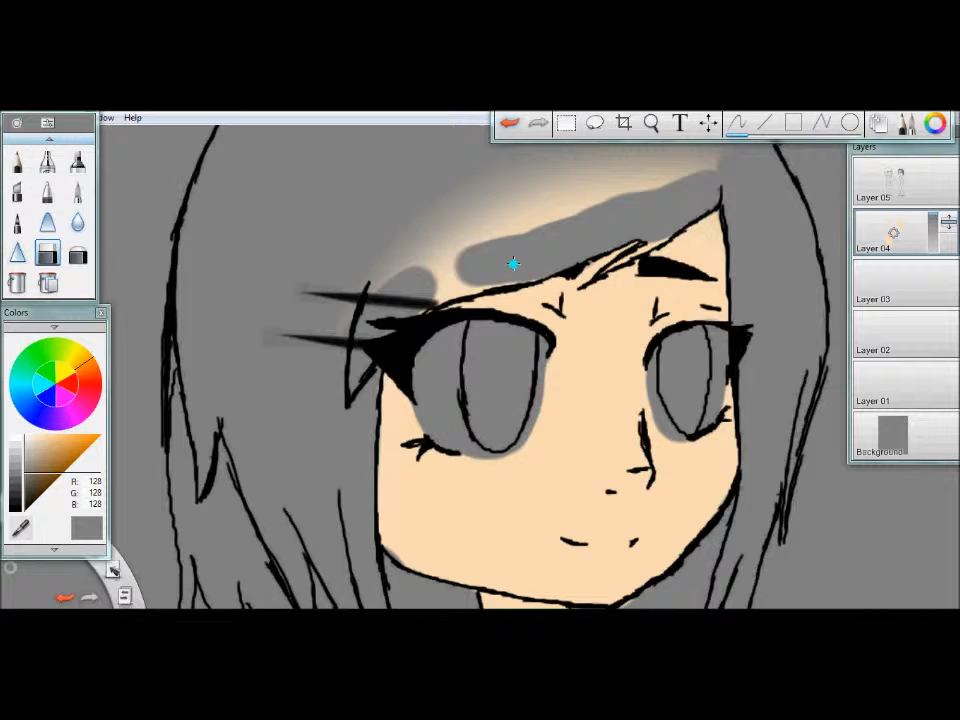 dow Help
T
Layers
Layer 05
Layer 04
Layer 03
Layer 02
Layer 01
Background
Colors
R: 128
G: 128
B: 128